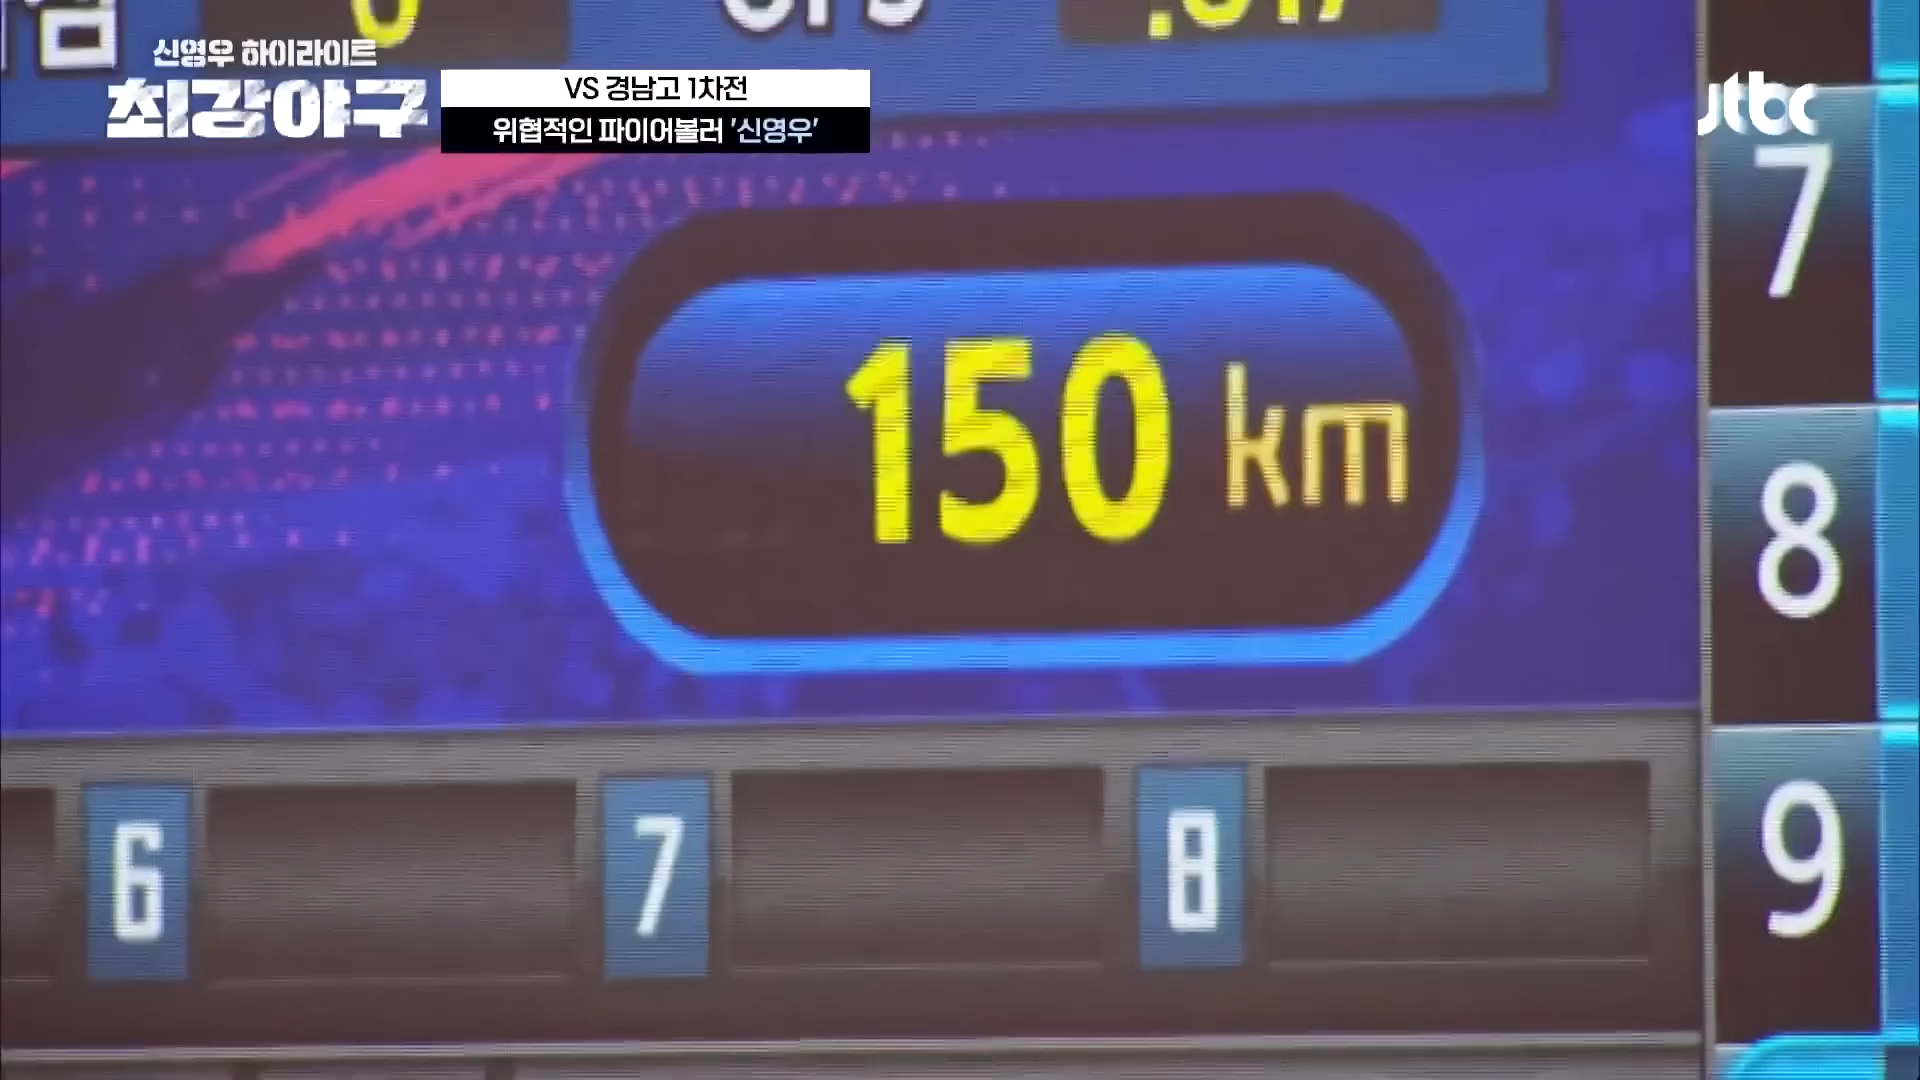 신영우 하이라이트
최강야구
VS 경남고 1차전
위협적인 파이어볼러 '신영우'
jtbc
150 km
7
8
9
6
7
8